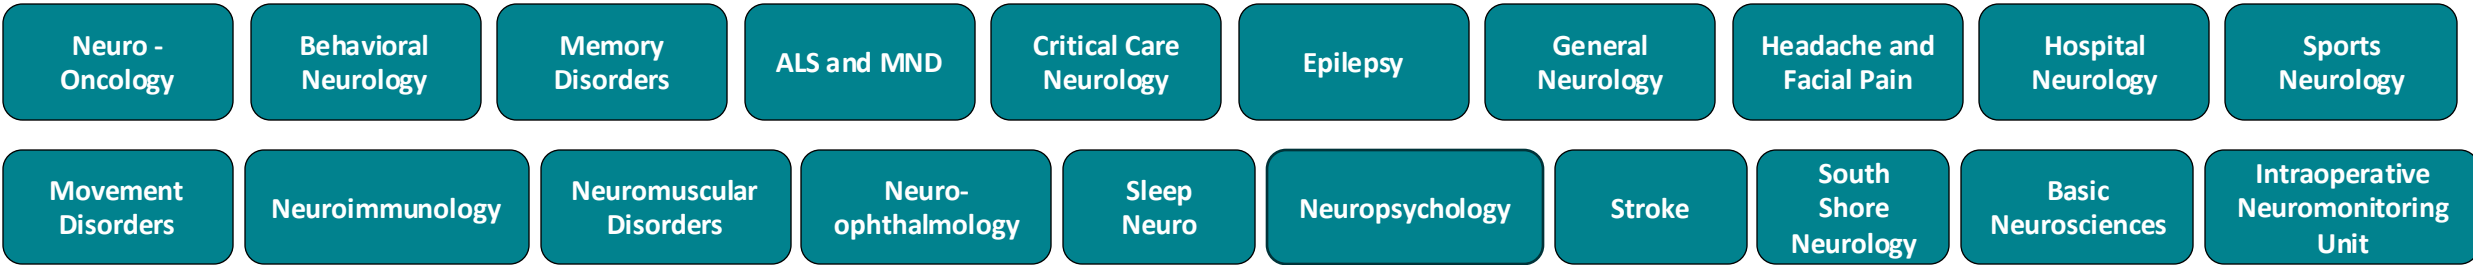 Neuro -
Oncology
Behavioral
Neurology
Memory
Disorders
ALS and MND
Critical Care
Neurology
Epilepsy
General
Neurology
Headache and
Facial Pain
Hospital
Neurology
Sports
Neurology
Movement
Disorders
Neuroimmunology
Neuromuscular
Disorders
Neuro-
ophthalmology
Sleep
Neuro
Neuropsychology
Stroke
South
Shore
Neurology
Basic
Neurosciences
Intraoperative
Neuromonitoring
Unit